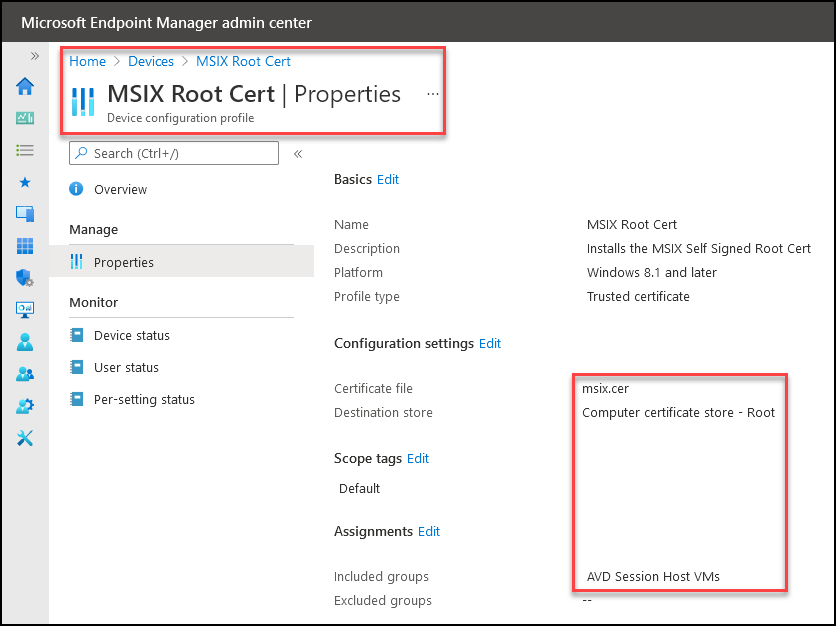 Microsoft Endpoint Manager admin center
»
Home > Devices > MSIX Root Cert
MSIX Root Cert | Properties ...
Device configuration profile
Search (Ctrl+/) «
Overview
Manage
Properties
Monitor
Device status
User status
Per-setting status
Basics Edit
Name MSIX Root Cert
Description Installs the MSIX Self Signed Root Cert
Platform Windows 8.1 and later
Profile type Trusted certificate
Configuration settings Edit
Certificate file msix.cer
Destination store Computer certificate store - Root
Scope tags Edit
Default
Assignments Edit
Included groups AVD Session Host VMs
Excluded groups --